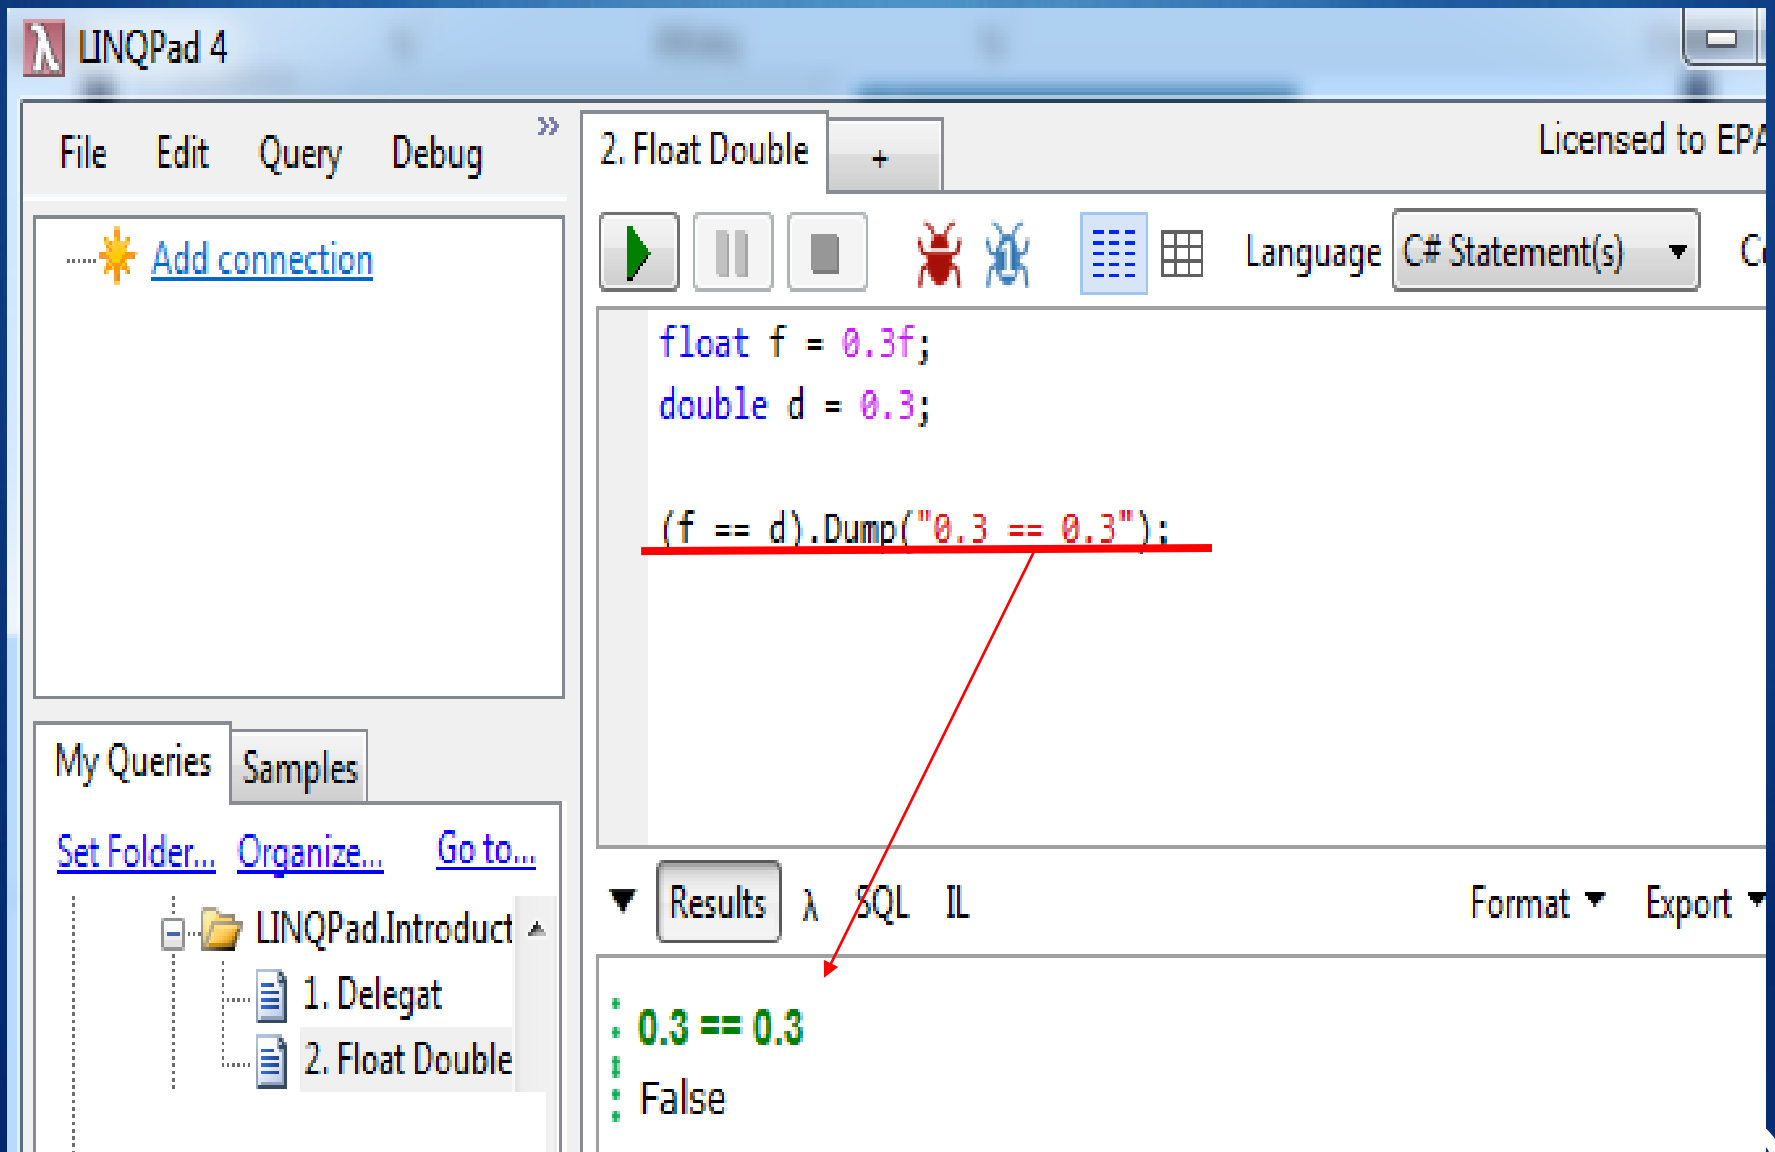 LINQPad 4
File Edit Query Debug »
2. Float Double +
Licensed to EPA
Add connection
Language C# Statement(s)
float f = 0.3f;
double d = 0.3;
(f == d).Dump("0.3 == 0.3");
My Queries Samples
Set Folder... Organize... Go to...
LINQPad.Introduct
1. Delegat
2. Float Double
Results λ SQL IL Format Export
0.3 == 0.3
False